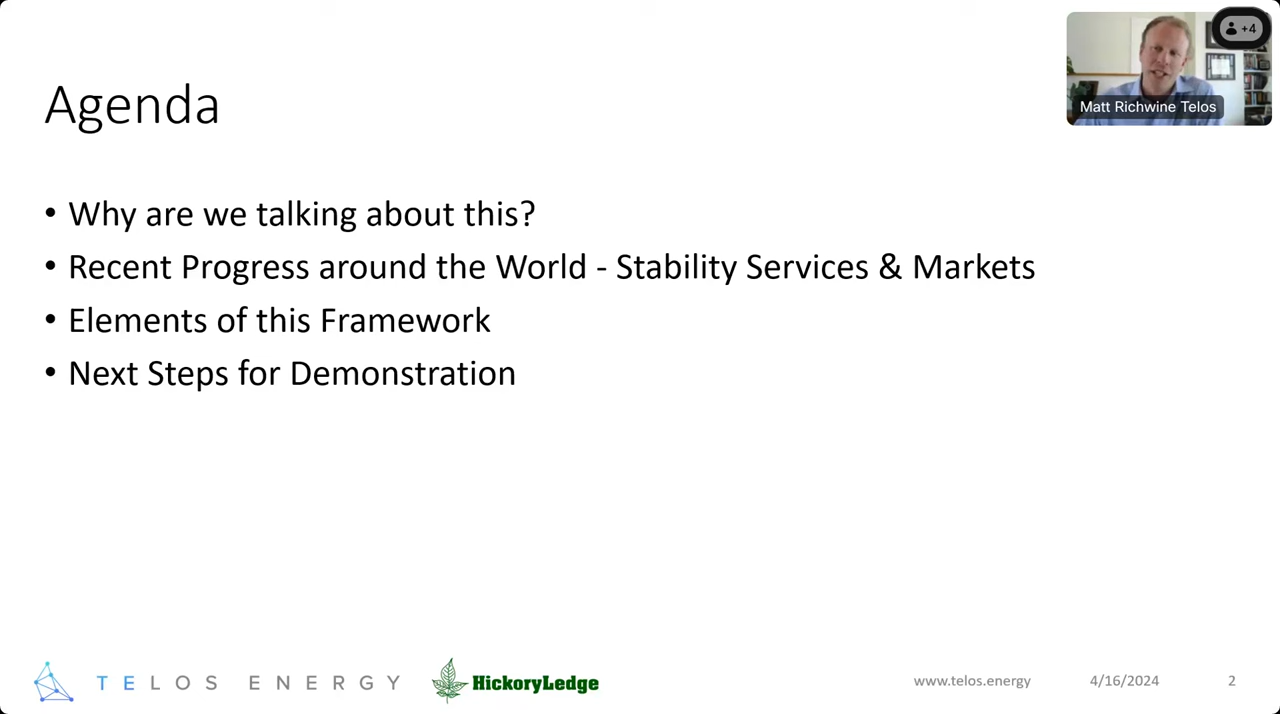 +4
Matt Richwine Telos
Agenda
• Why are we talking about this?
• Recent Progress around the World - Stability Services & Markets
• Elements of this Framework
• Next Steps for Demonstration
TELOS ENERGY
HickoryLedge
www.telos.energy
4/16/2024
2